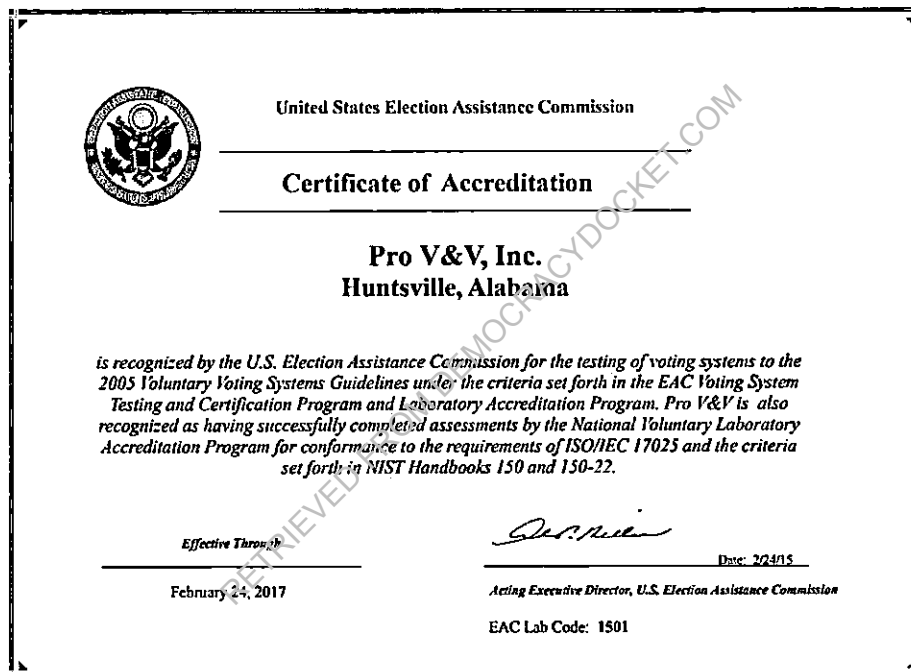 United States Election Assistance Commission
Certificate of Accreditation
Pro V&V, Inc.
Huntsville, Alabama
is recognized by the U.S. Election Assistance Commission for the testing of voting systems to the
2005 Voluntary Voting Systems Guidelines under the criteria set forth in the EAC Voting System
Testing and Certification Program and Laboratory Accreditation Program. Pro V&V is also
recognized as having successfully completed assessments by the National Voluntary Laboratory
Accreditation Program for conformance to the requirements of ISO/IEC 17025 and the criteria
set forth in NIST Handbooks 150 and 150-22.
Effective Through
February 24, 2017
Date: 2/24/15
Acting Executive Director, U.S. Election Assistance Commission
EAC Lab Code: 1501
RETRIEVED FROM DEMOCRACYDOCKET.COM